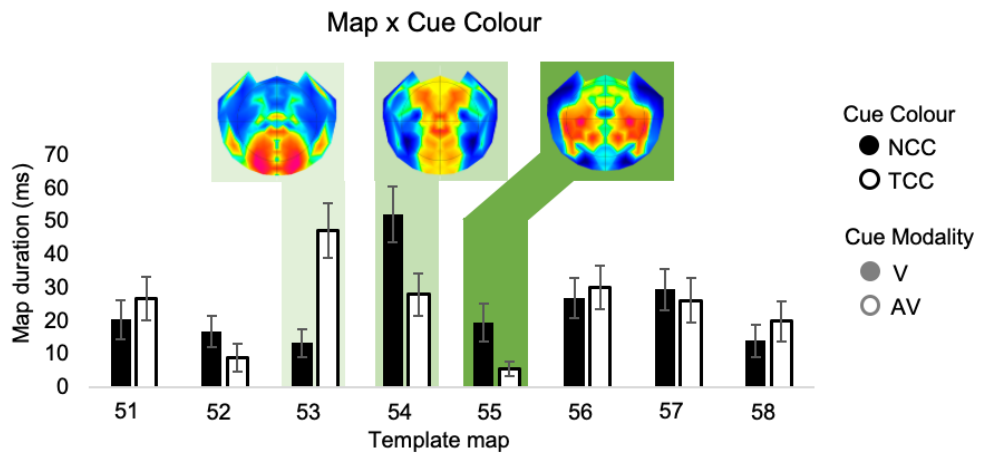 Map x Cue Colour
Map duration (ms)
70
60
50
40
30
20
10
0
51 52 53 54 55 56 57 58
Template map
Cue Colour
NCC
TCC
Cue Modality
V
AV